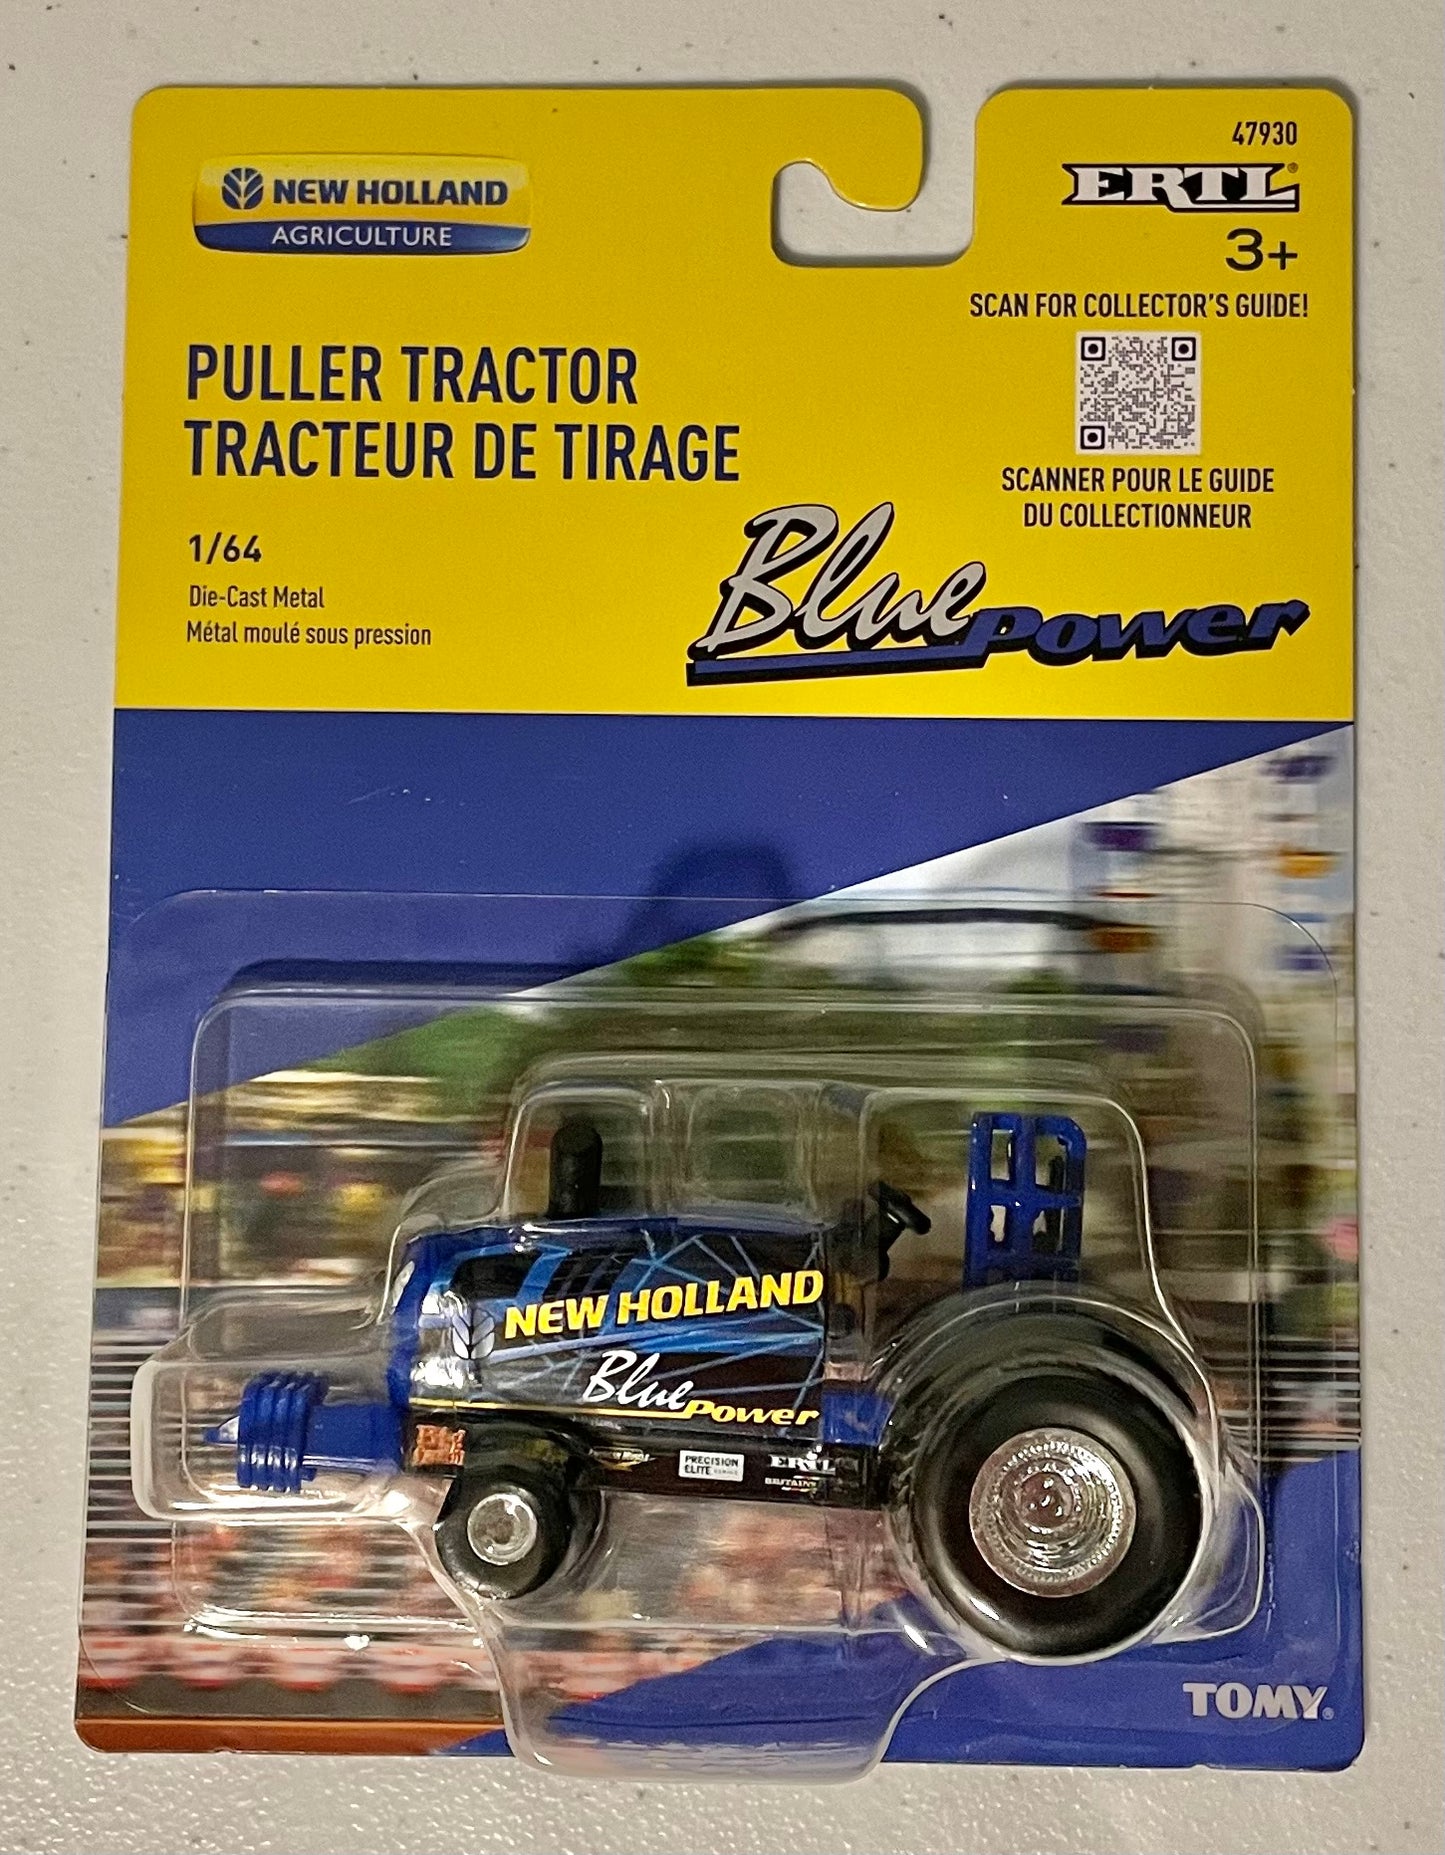 47930
NEW HOLLAND
AGRICULTURE
ERTL®
3+
SCAN FOR COLLECTOR'S GUIDE!
PULLER TRACTOR
TRACTEUR DE TIRAGE
SCANNER POUR LE GUIDE
DU COLLECTIONNEUR
1/64
Die-Cast Metal
Métal moulé sous pression
Blue Power
NEW HOLLAND
Blue Power
PRECISION
ELITE SERIES
ERTL
BRITAINS
TOMY®